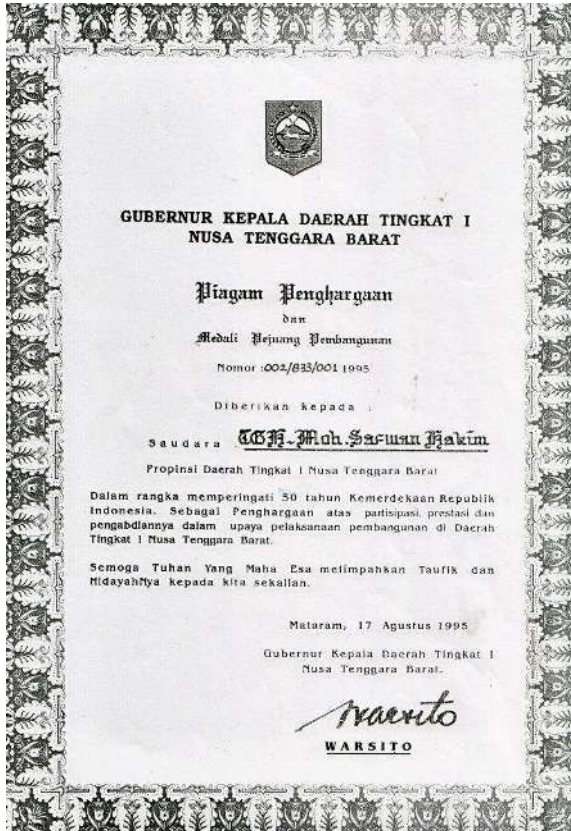 GUBERNUR KEPALA DAERAH TINGKAT I
NUSA TENGGARA BARAT
Piagam Penghargaan
dan
Medali Pejuang Pembangunan
Nomor :002/833/001 1995
Diberikan kepada :
Saudara TGH. Moh. Safwan Hakim
Propinsi Daerah Tingkat I Nusa Tenggara Barat
Dalam rangka memperingati 50 tahun Kemerdekaan Republik
Indonesia. Sebagai Penghargaan atas partisipasi, prestasi dan
pengabdiannya dalam upaya pelaksanaan pembangunan di Daerah
Tingkat I Nusa Tenggara Barat.
Semoga Tuhan Yang Maha Esa melimpahkan Taufik dan
HidayahNya kepada kita sekalian.
Mataram, 17 Agustus 1995
Gubernur Kepala Daerah Tingkat I
Nusa Tenggara Barat.
Warsito
WARSITO